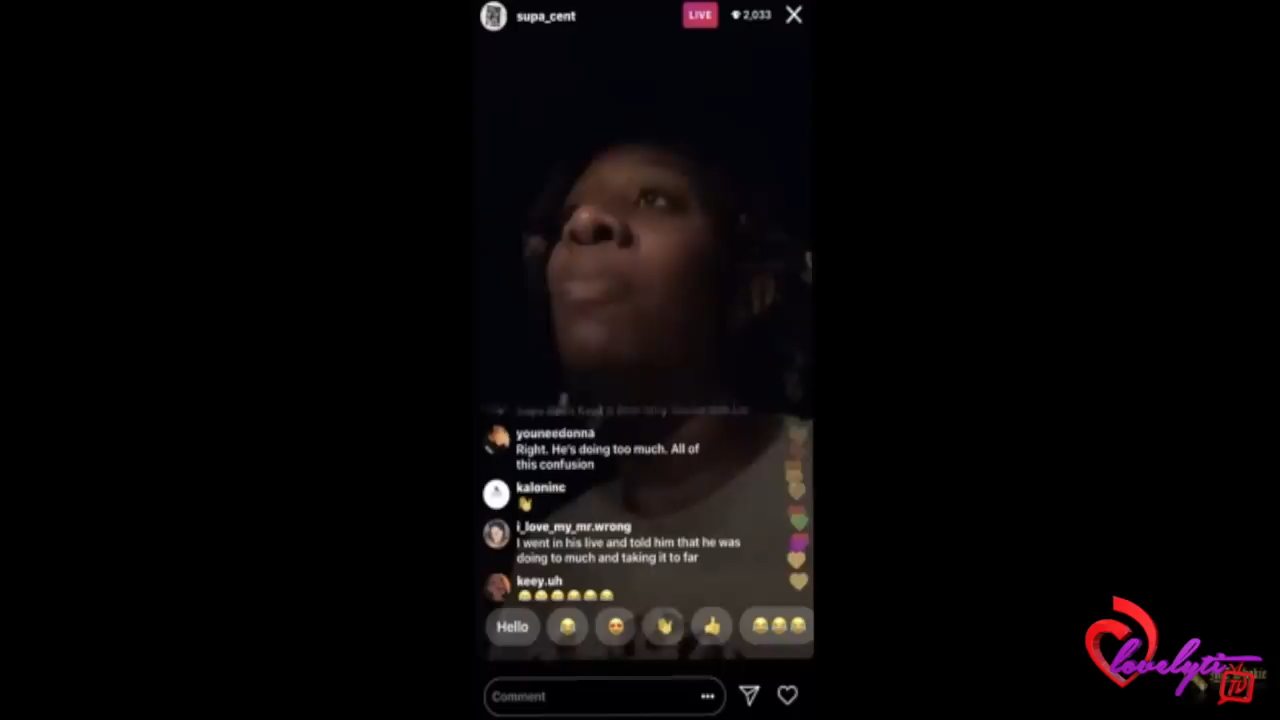 supa_cent
LIVE
2,033
youneedonna
Right. He's doing too much. All of
this confusion
kaloninc
i_love_my_mr.wrong
I went in his live and told him that he was
doing to much and taking it to far
keey.uh
Hello
Comment
lovelyti
TV